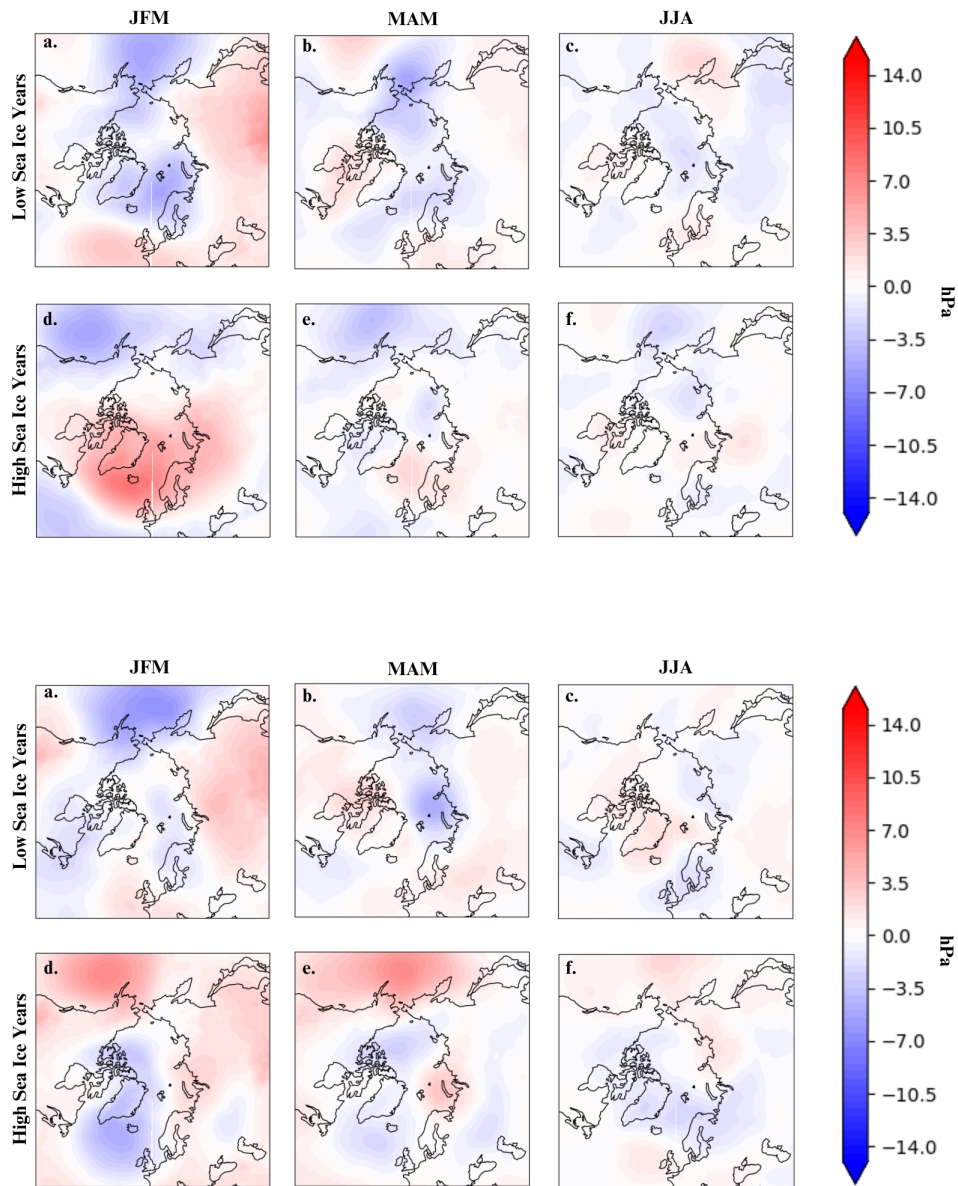 JFM MAM JJA
Low Sea Ice Years
a. b. c.
High Sea Ice Years
d. e. f.
14.0
10.5
7.0
3.5
0.0
−3.5
−7.0
−10.5
−14.0
hPa
JFM MAM JJA
Low Sea Ice Years
a. b. c.
High Sea Ice Years
d. e. f.
14.0
10.5
7.0
3.5
0.0
−3.5
−7.0
−10.5
−14.0
hPa